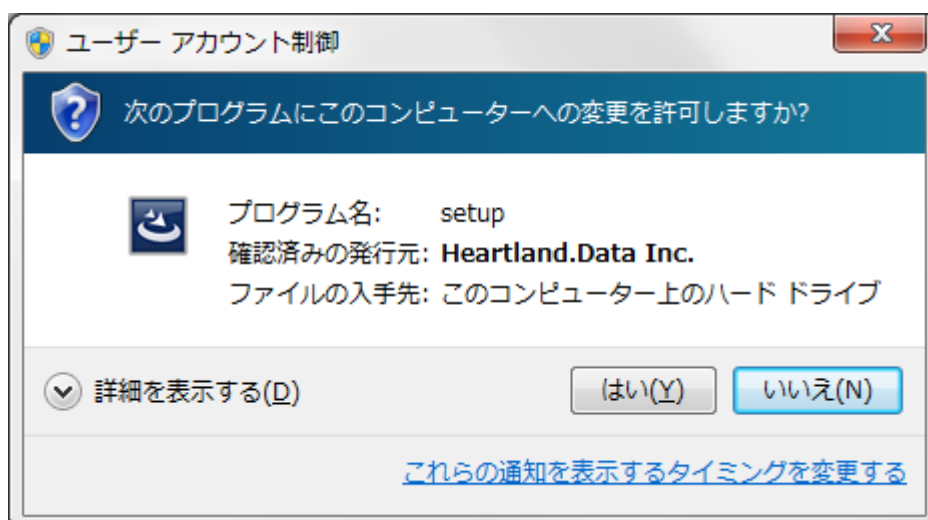 ユーザー アカウント制御
次のプログラムにこのコンピューターへの変更を許可しますか?
プログラム名: setup
確認済みの発行元: Heartland.Data Inc.
ファイルの入手先: このコンピューター上のハード ドライブ
詳細を表示する(D) はい(Y) いいえ(N)
これらの通知を表示するタイミングを変更する